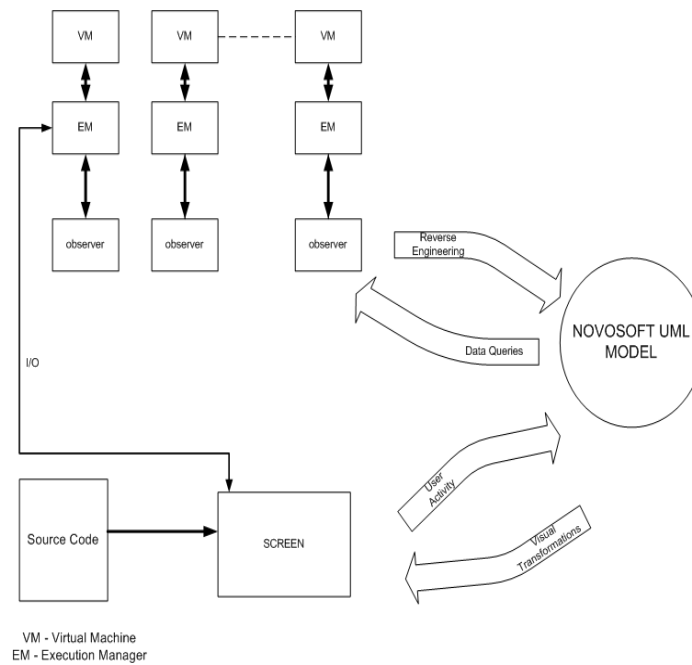 VM
VM
VM
EM
EM
EM
observer
observer
observer
Reverse
Engineering
NOVOSOFT UML
MODEL
Data Queries
I/O
User
Activity
Visual
Transformations
Source Code
SCREEN
VM - Virtual Machine
EM - Execution Manager